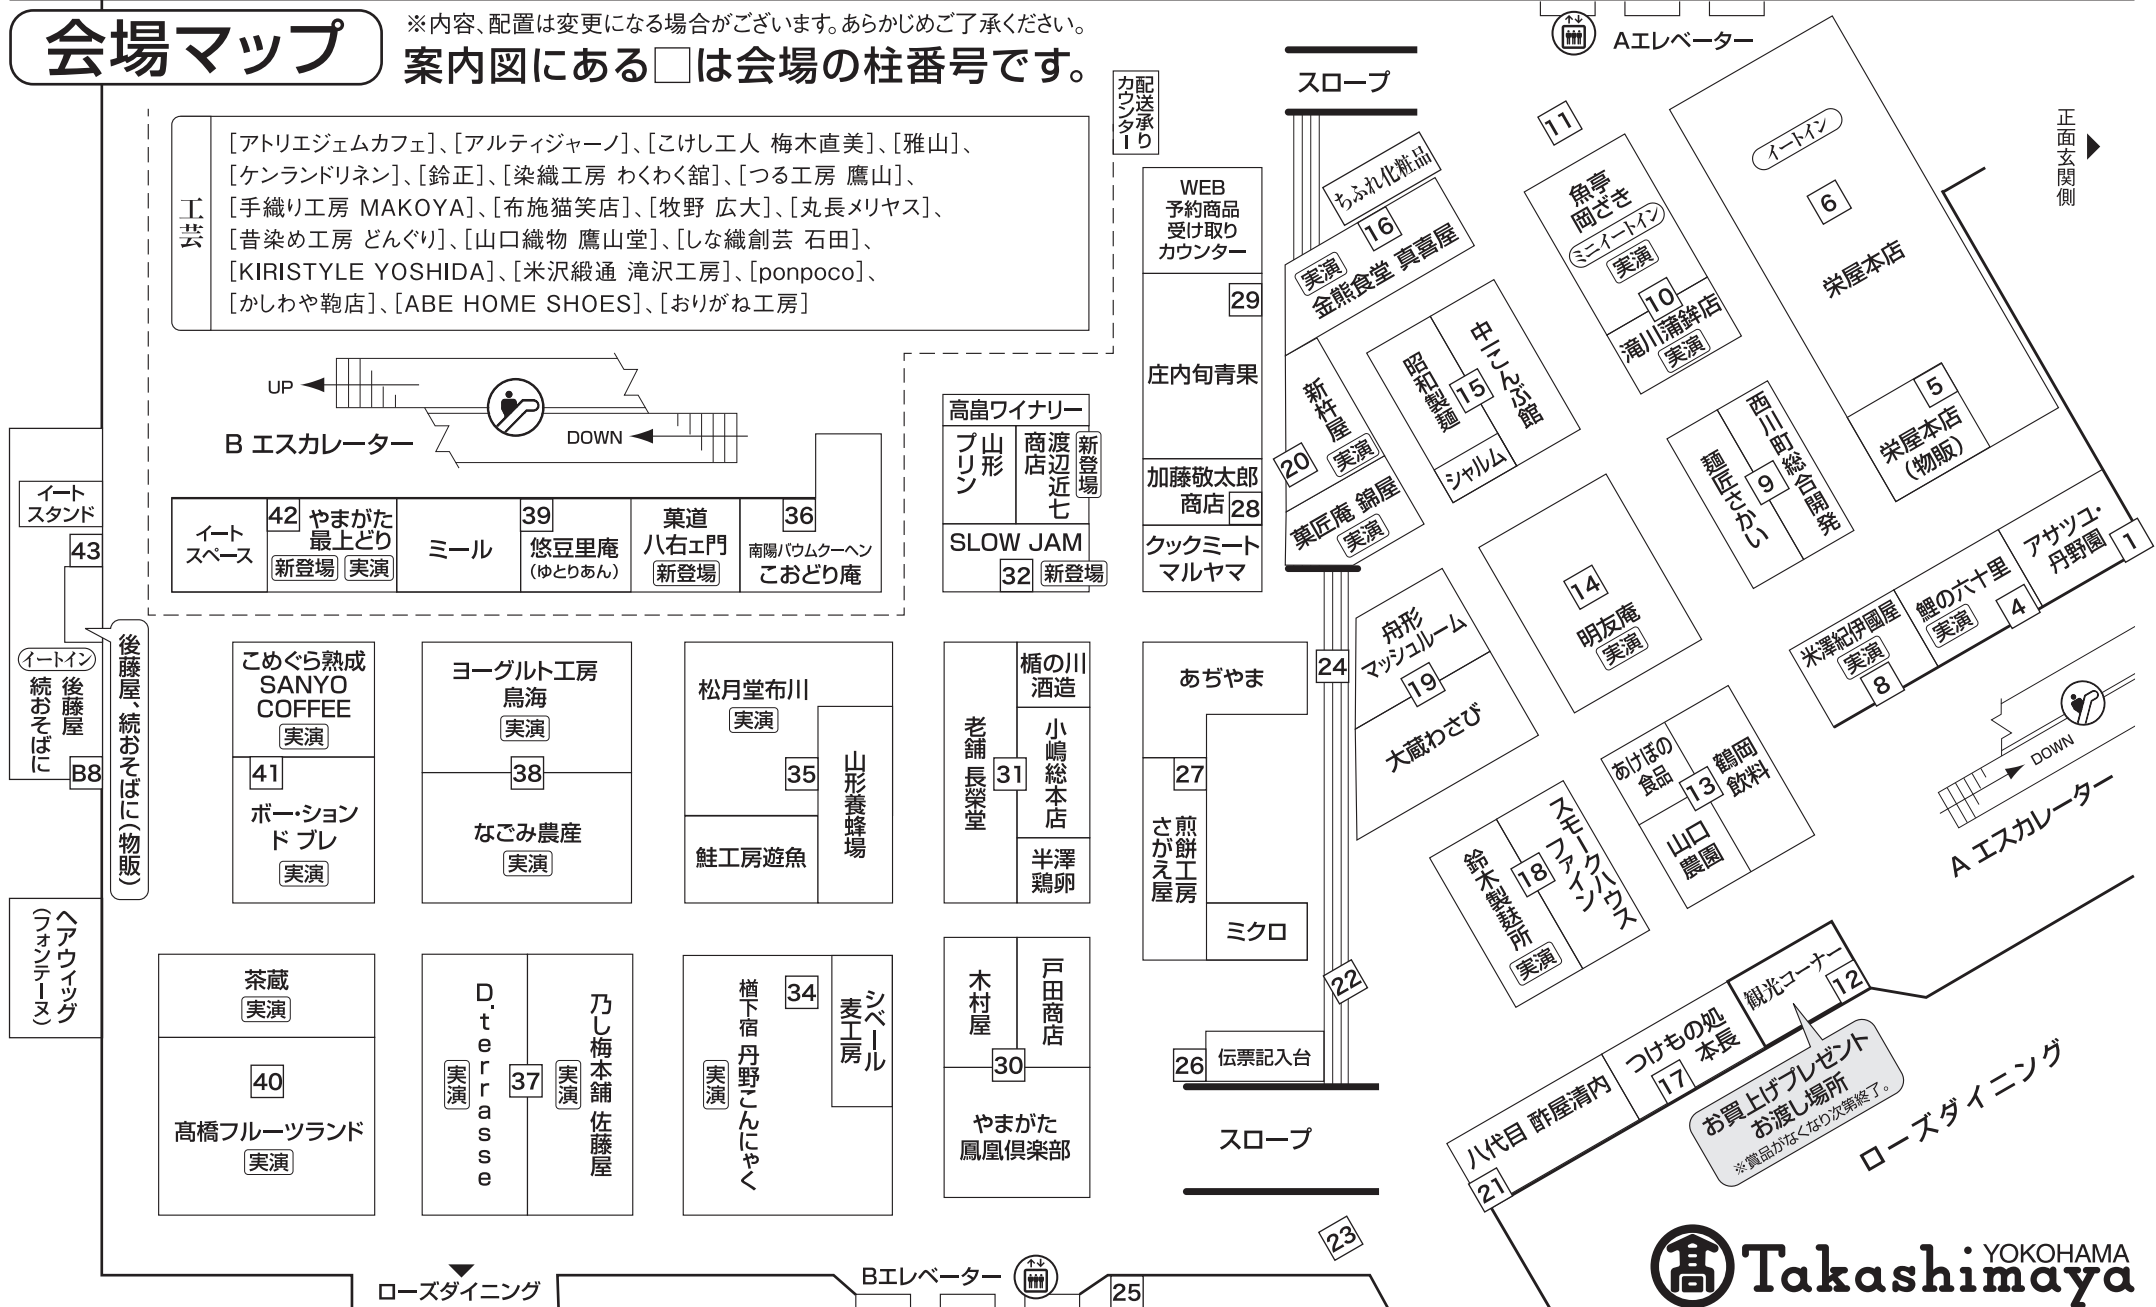 会場マップ
※内容、配置は変更になる場合がございます。あらかじめご了承ください。
案内図にある□は会場の柱番号です。
工芸
［アトリエジェムカフェ］、［アルティジャーノ］、［こけし工人 梅木直美］、［雅山］、
［ケンランドリネン］、［鈴正］、［染織工房 わくわく舘］、［つる工房 鷹山］、
［手織り工房 MAKOYA］、［布施猫笑店］、［牧野 広大］、［丸長メリヤス］、
［昔染め工房 どんぐり］、［山口織物 鷹山堂］、［しな織創芸 石田］、
［KIRISTYLE YOSHIDA］、［米沢緞通 滝沢工房］、［ponpoco］、
［かしわや鞄店］、［ABE HOME SHOES］、［おりがね工房］
UP
DOWN
B エスカレーター
イート
スタンド
43
イートイン
後藤屋
続おそばに
B8
後藤屋、続おそばに（物販）
ヘアウィッグ
（フォンテーヌ）
イート
スペース
42
やまがた
最上どり
新登場 実演
ミール
39
悠豆里庵
（ゆとりあん）
菓道
八右ェ門
新登場
36
南陽バウムクーヘン
こおどり庵
高畠ワイナリー
山形
プリン
渡辺近七
商店
新登場
SLOW JAM
32 新登場
配送承り
カウンター
WEB
予約商品
受け取り
カウンター
29
庄内旬青果
加藤敬太郎
商店 28
クックミート
マルヤマ
こめぐら熟成
SANYO
COFFEE
実演
41
ボー・ション
ド ブレ
実演
ヨーグルト工房
鳥海
実演
38
なごみ農産
実演
松月堂布川
実演
35
山形養蜂場
鮭工房遊魚
老舗 長榮堂
31
楯の川
酒造
小嶋総本店
半澤
鶏卵
あぢやま
27
煎餅工房
さがえ屋
ミクロ
26
伝票記入台
茶蔵
実演
40
髙橋フルーツランド
実演
D.terrasse
実演
37
乃し梅本舗 佐藤屋
実演
楢下宿 丹野こんにゃく
実演
34
シベール
麦工房
木村屋
戸田商店
30
やまがた
鳳凰倶楽部
ローズダイニング
Bエレベーター
25
スロープ
23
22
24
スロープ
Aエレベーター
11
正面玄関側
ちふれ化粧品
16
実演
金熊食堂 真喜屋
新杵屋
実演
20
菓匠庵 錦屋
実演
昭和製麺
15
中一こんぶ館
シャルム
魚亭
岡ざき
ミニイートイン
実演
10
滝川蒲鉾店
実演
イートイン
6
栄屋本店
5
栄屋本店
（物販）
麺匠さかい
9
西川町総合開発
アサツユ・
丹野園
1
鯉の六十里
実演
4
米澤紀伊國屋
実演
8
14
明友庵
実演
舟形
マッシュルーム
19
大蔵わさび
あけぼの
食品
13
鶴岡
飲料
山口
農園
鈴木製麸所
実演
18
スモークハウス
ファイン
DOWN
A エスカレーター
観光コーナー
12
つけもの処
本長
17
八代目 酢屋清内
21
お買上げプレゼント
お渡し場所
※賞品がなくなり次第終了。
ローズダイニング
髙
Takashimaya
YOKOHAMA